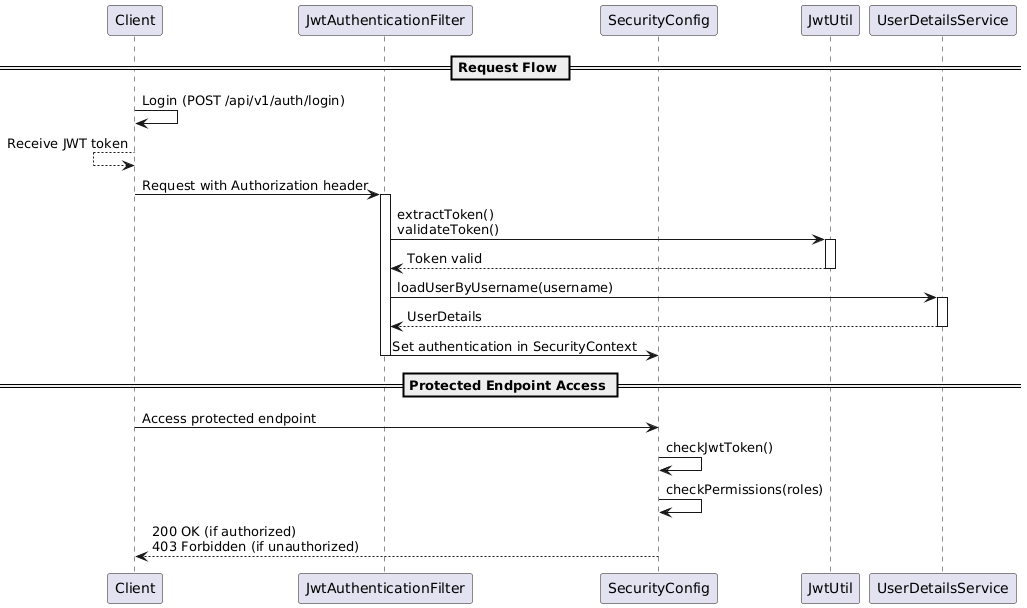 Client
JwtAuthenticationFilter
SecurityConfig
JwtUtil
UserDetailsService
Request Flow
Login (POST /api/v1/auth/login)
Receive JWT token
Request with Authorization header
extractToken()
validateToken()
Token valid
loadUserByUsername(username)
UserDetails
Set authentication in SecurityContext
Protected Endpoint Access
Access protected endpoint
checkJwtToken()
checkPermissions(roles)
200 OK (if authorized)
403 Forbidden (if unauthorized)
Client
JwtAuthenticationFilter
SecurityConfig
JwtUtil
UserDetailsService